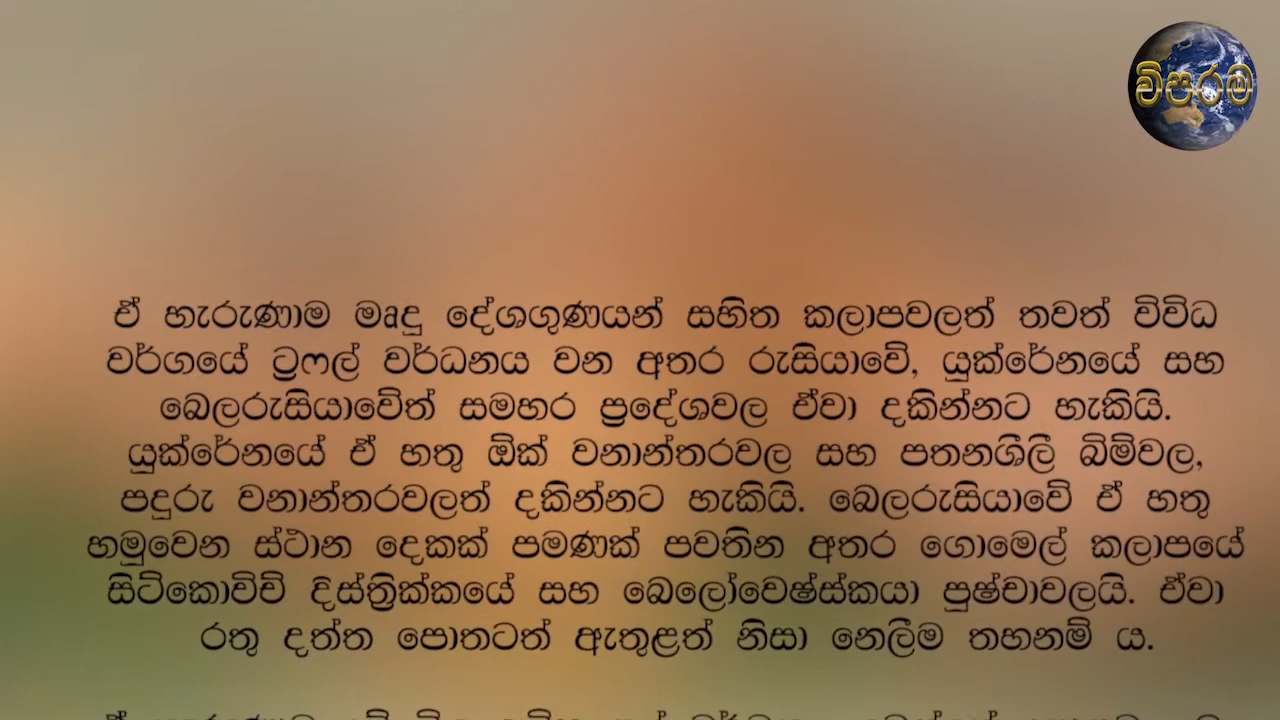 විපරම
ඒ හැරුණාම මෘදු දේශගුණයන් සහිත කලාපවලත් තවත් විවිධ
වර්ගයේ ට්‍රෆල් වර්ධනය වන අතර රුසියාවේ, යුක්රේනයේ සහ
බෙලරුසියාවේත් සමහර ප්‍රදේශවල ඒවා දකින්නට හැකියි.
යුක්රේනයේ ඒ හතු ඕක් වනාන්තරවල සහ පතනශීලී බිම්වල,
පදුරු වනාන්තරවලත් දකින්නට හැකියි. බෙලරුසියාවේ ඒ හතු
හමුවෙන ස්ථාන දෙකක් පමණක් පවතින අතර ගොමෙල් කලාපයේ
සිටිකොවිචි දිස්ත්‍රික්කයේ සහ බෙලෝවෙෂ්ස්කයා පුෂ්චාවලයි. ඒවා
රතු දත්ත පොතටත් ඇතුළත් නිසා නෙලීම තහනම් ය.